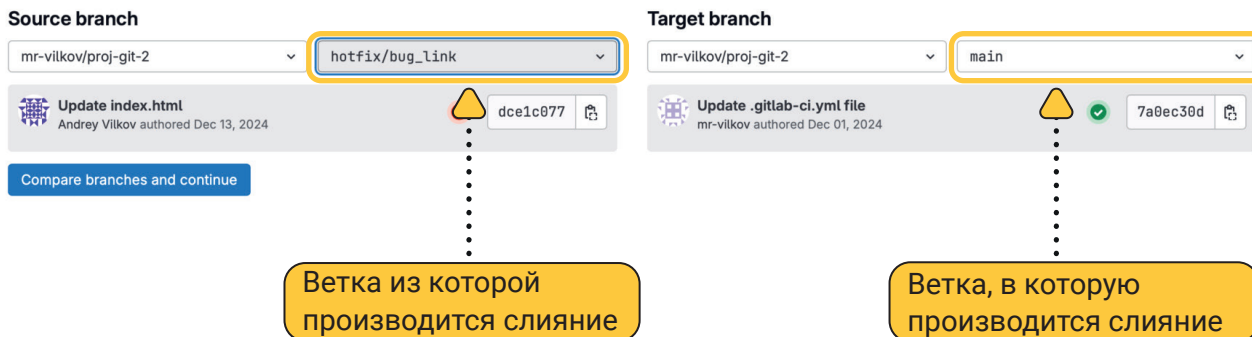 Source branch
mr-vilkov/proj-git-2
hotfix/bug_link
Update index.html
Andrey Vilkov authored Dec 13, 2024
dce1c077
Compare branches and continue
Ветка из которой
производится слияние
Target branch
mr-vilkov/proj-git-2
main
Update .gitlab-ci.yml file
mr-vilkov authored Dec 01, 2024
7a0ec30d
Ветка, в которую
производится слияние